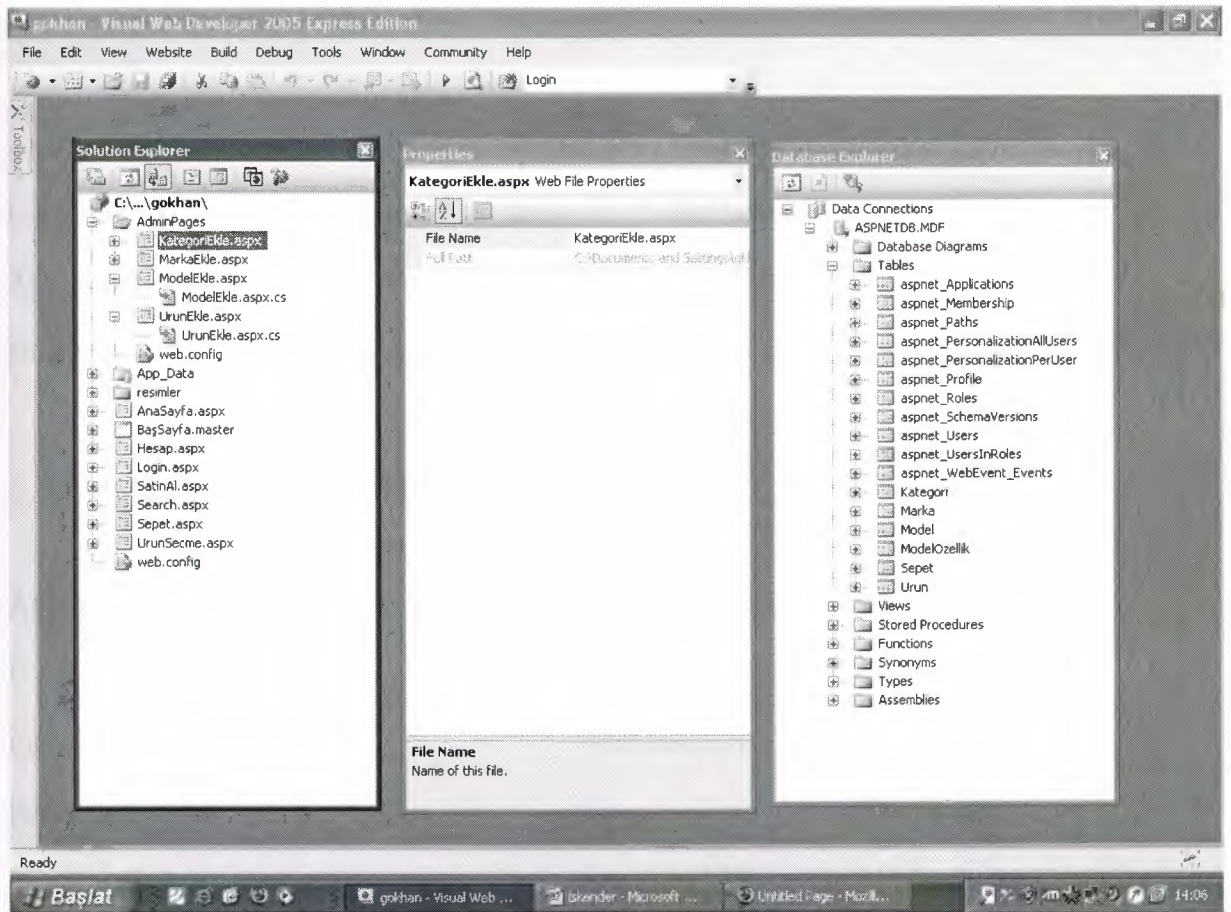 gokhan - Visual Web Developer 2005 Express Edition
File Edit View Website Build Debug Tools Window Community Help
Login
Toolbox
Solution Explorer
C:\...\gokhan\
AdminPages
KategoriEkle.aspx
MarkaEkle.aspx
ModelEkle.aspx
ModelEkle.aspx.cs
UrunEkle.aspx
UrunEkle.aspx.cs
web.config
App_Data
resimler
AnaSayfa.aspx
BaşSayfa.master
Hesap.aspx
Login.aspx
SatinAl.aspx
Search.aspx
Sepet.aspx
UrunSecme.aspx
web.config
Properties
KategoriEkle.aspx Web File Properties
File Name KategoriEkle.aspx
Full Path C:\Documents and Settings\
File Name
Name of this file.
Database Explorer
Data Connections
ASPNETDB.MDF
Database Diagrams
Tables
aspnet_Applications
aspnet_Membership
aspnet_Paths
aspnet_PersonalizationAllUsers
aspnet_PersonalizationPerUser
aspnet_Profile
aspnet_Roles
aspnet_SchemaVersions
aspnet_Users
aspnet_UsersInRoles
aspnet_WebEvent_Events
Kategori
Marka
Model
ModelOzellik
Sepet
Urun
Views
Stored Procedures
Functions
Synonyms
Types
Assemblies
Ready
Başlat gokhan - Visual Web ... iskender - Microsoft ... Untitled Page - Mozil... 14:06